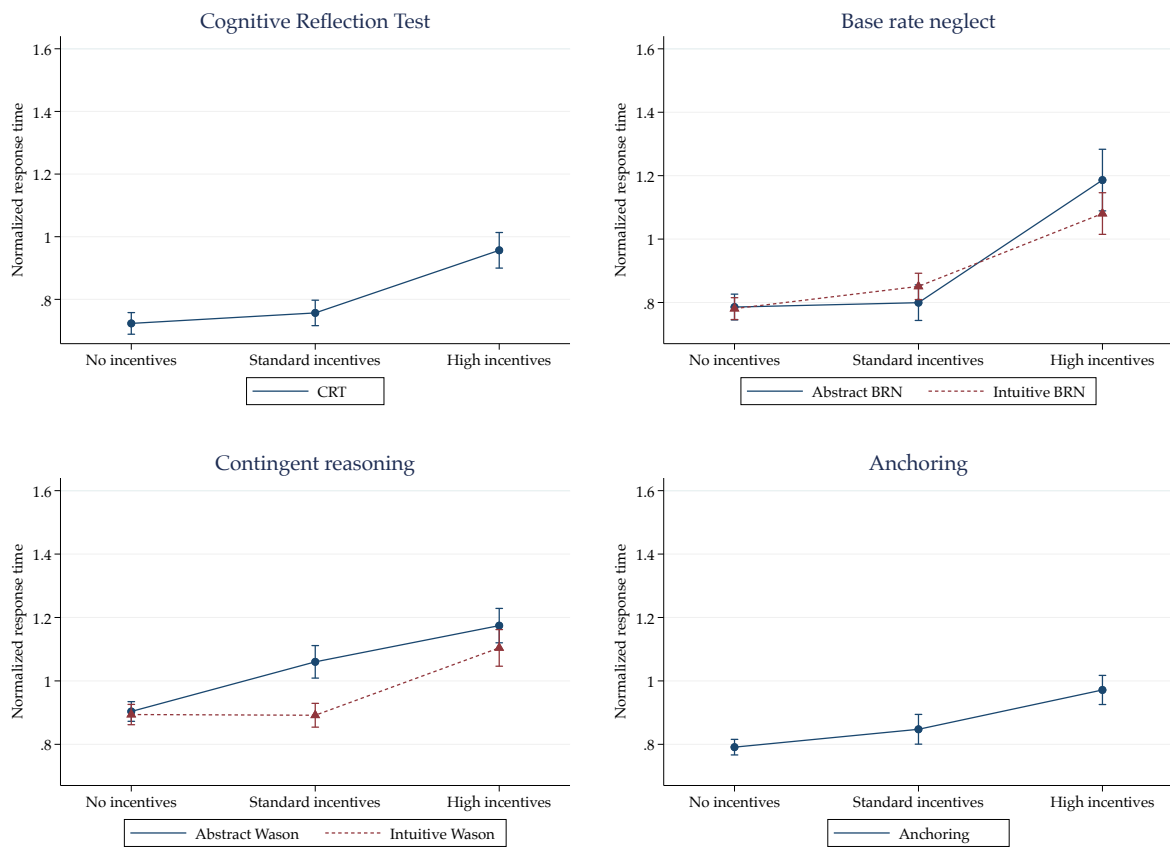 Cognitive Reflection Test
Normalized response time
1.6
1.4
1.2
1
.8
No incentives Standard incentives High incentives
CRT
Base rate neglect
Normalized response time
1.6
1.4
1.2
1
.8
No incentives Standard incentives High incentives
Abstract BRN Intuitive BRN
Contingent reasoning
Normalized response time
1.6
1.4
1.2
1
.8
No incentives Standard incentives High incentives
Abstract Wason Intuitive Wason
Anchoring
Normalized response time
1.6
1.4
1.2
1
.8
No incentives Standard incentives High incentives
Anchoring